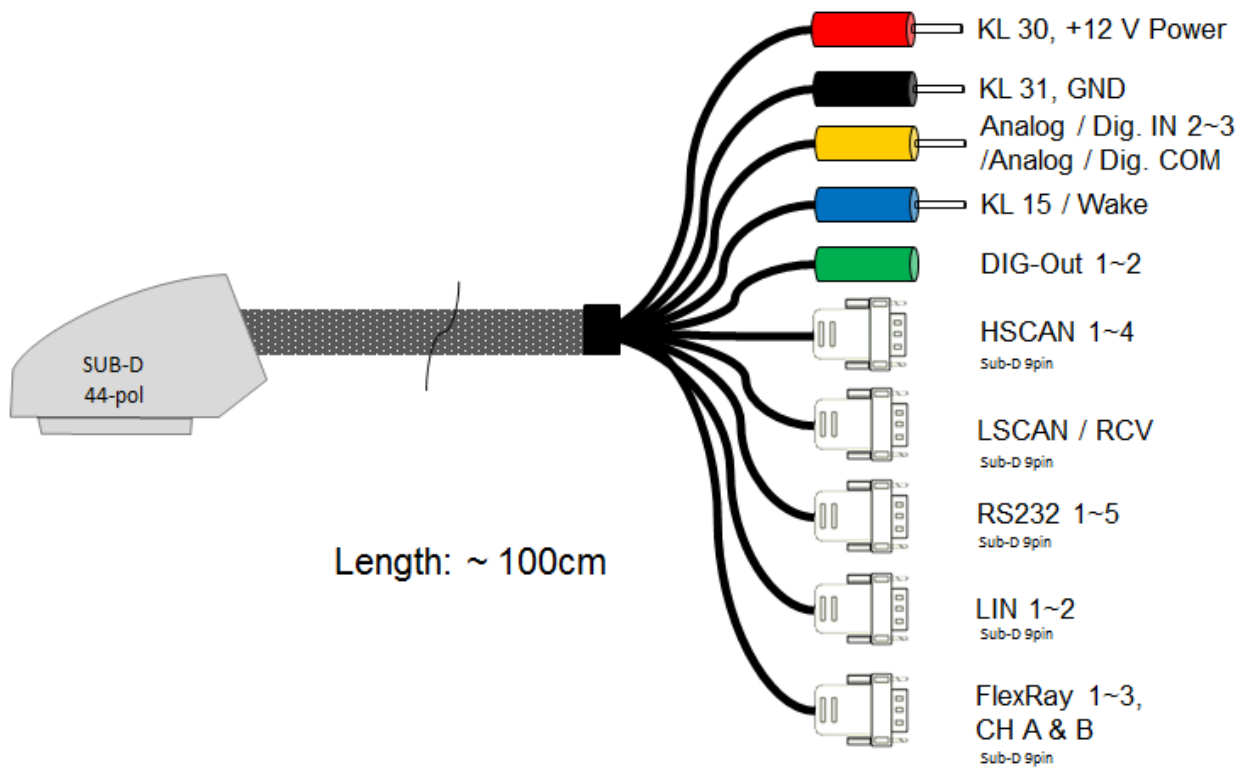 KL 30, +12 V Power
KL 31, GND
Analog / Dig. IN 2~3
/Analog / Dig. COM
KL 15 / Wake
DIG-Out 1~2
HSCAN 1~4
Sub-D 9pin
LSCAN / RCV
Sub-D 9pin
RS232 1~5
Sub-D 9pin
LIN 1~2
Sub-D 9pin
FlexRay 1~3,
CH A & B
Sub-D 9pin
SUB-D
44-pol
Length: ~ 100cm